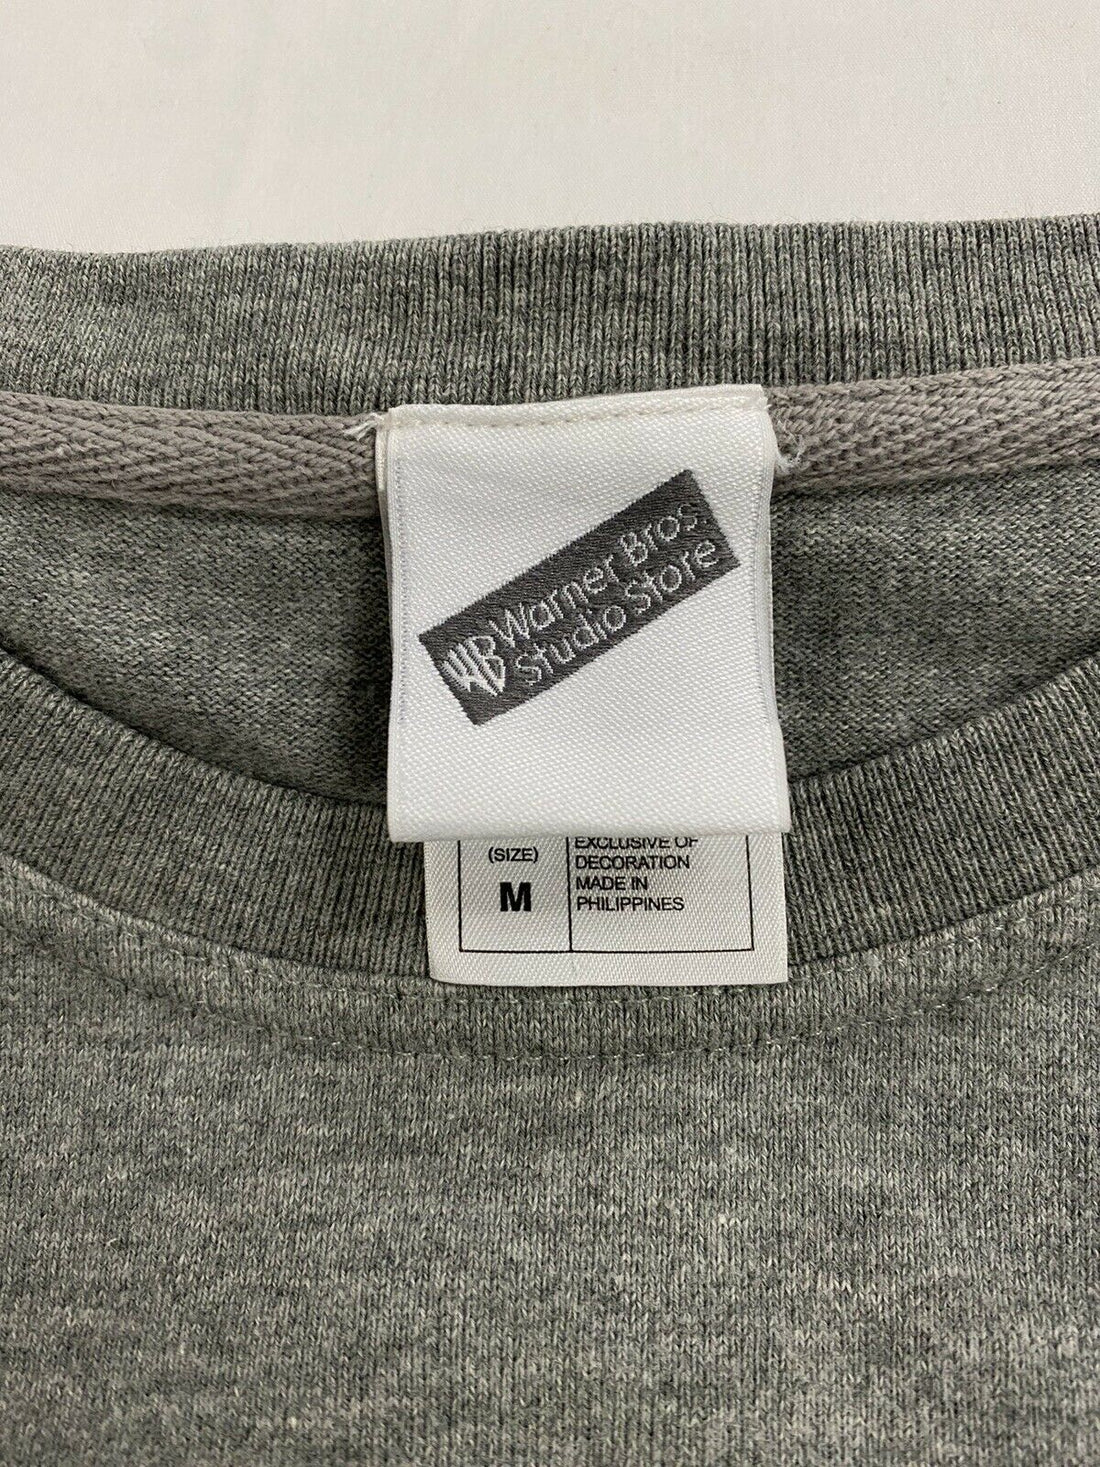 WB Warner Bros
Studio Store
(SIZE)
M
EXCLUSIVE OF
DECORATION
MADE IN
PHILIPPINES